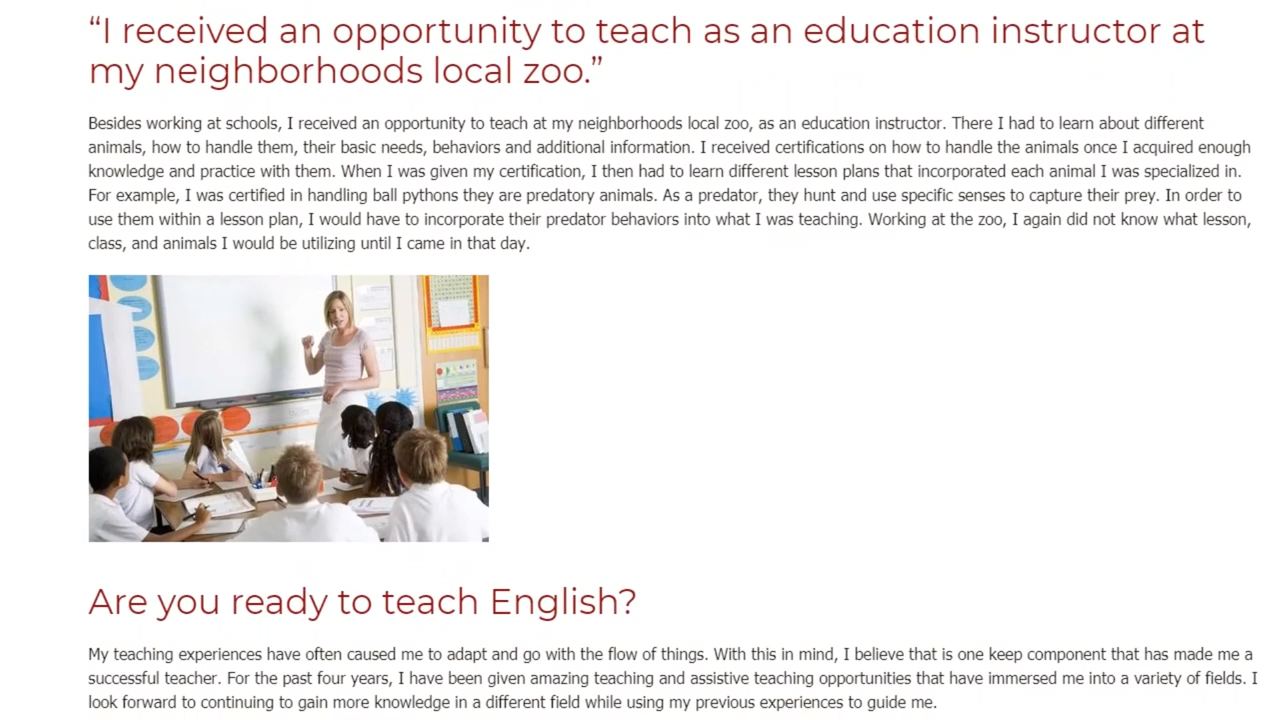 “I received an opportunity to teach as an education instructor at
my neighborhoods local zoo.”
Besides working at schools, I received an opportunity to teach at my neighborhoods local zoo, as an education instructor. There I had to learn about different
animals, how to handle them, their basic needs, behaviors and additional information. I received certifications on how to handle the animals once I acquired enough
knowledge and practice with them. When I was given my certification, I then had to learn different lesson plans that incorporated each animal I was specialized in.
For example, I was certified in handling ball pythons they are predatory animals. As a predator, they hunt and use specific senses to capture their prey. In order to
use them within a lesson plan, I would have to incorporate their predator behaviors into what I was teaching. Working at the zoo, I again did not know what lesson,
class, and animals I would be utilizing until I came in that day.
Are you ready to teach English?
My teaching experiences have often caused me to adapt and go with the flow of things. With this in mind, I believe that is one keep component that has made me a
successful teacher. For the past four years, I have been given amazing teaching and assistive teaching opportunities that have immersed me into a variety of fields. I
look forward to continuing to gain more knowledge in a different field while using my previous experiences to guide me.